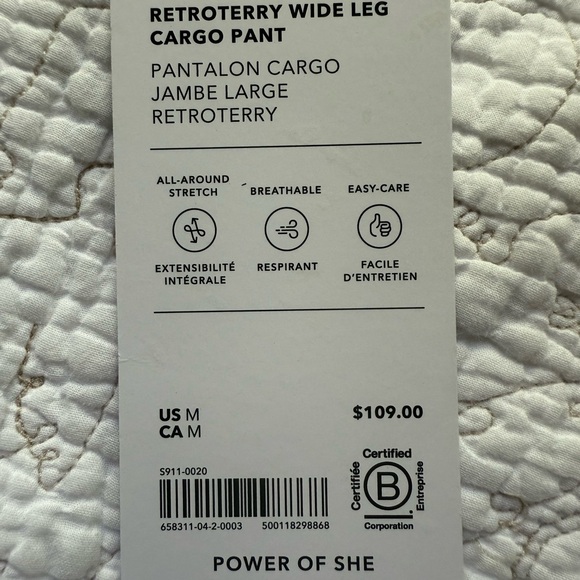 RETROTERRY WIDE LEG
CARGO PANT
PANTALON CARGO
JAMBE LARGE
RETROTERRY
ALL-AROUND
STRETCH
BREATHABLE
EASY-CARE
EXTENSIBILITÉ
INTÉGRALE
RESPIRANT
FACILE
D'ENTRETIEN
US M
CA M
$109.00
S911-0020
658311-04-2-0003 500118298868
Certified
Certifiée
B
Entreprise
Corporation
POWER OF SHE